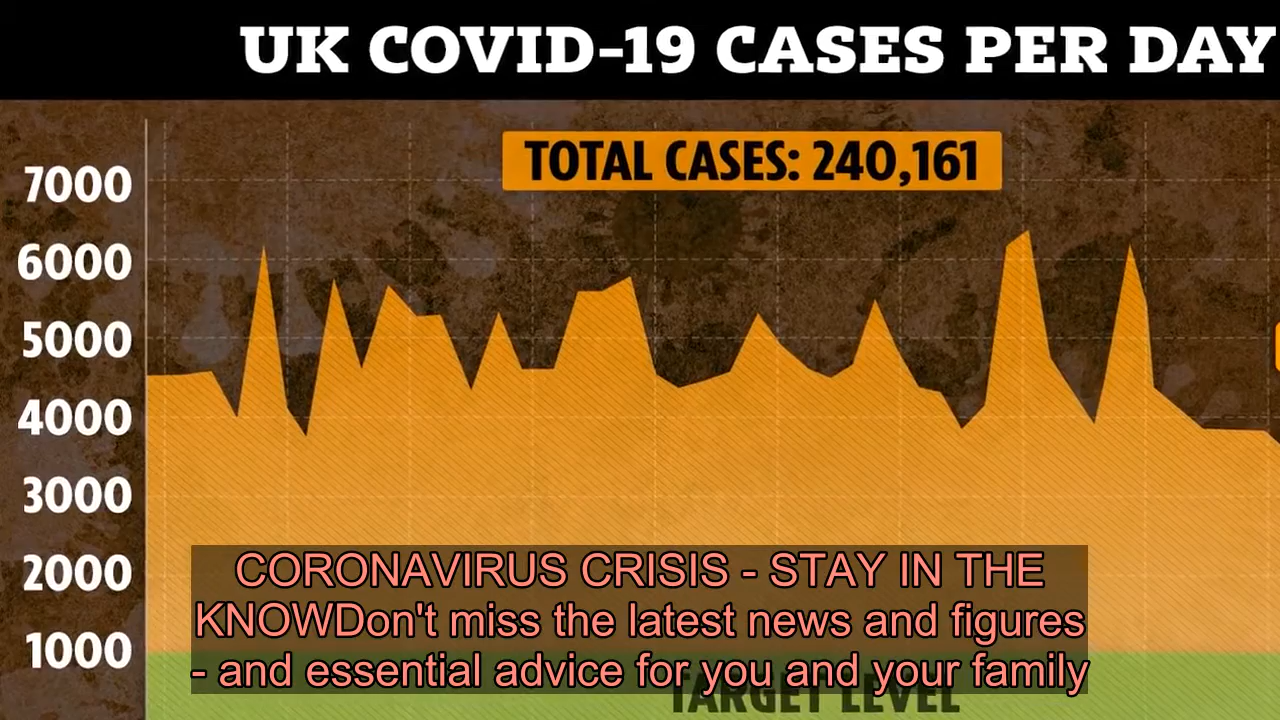 UK COVID-19 CASES PER DAY
TOTAL CASES: 240,161
7000
6000
5000
4000
3000
2000
1000
CORONAVIRUS CRISIS - STAY IN THE
KNOWDon't miss the latest news and figures
- and essential advice for you and your family
TARGET LEVEL